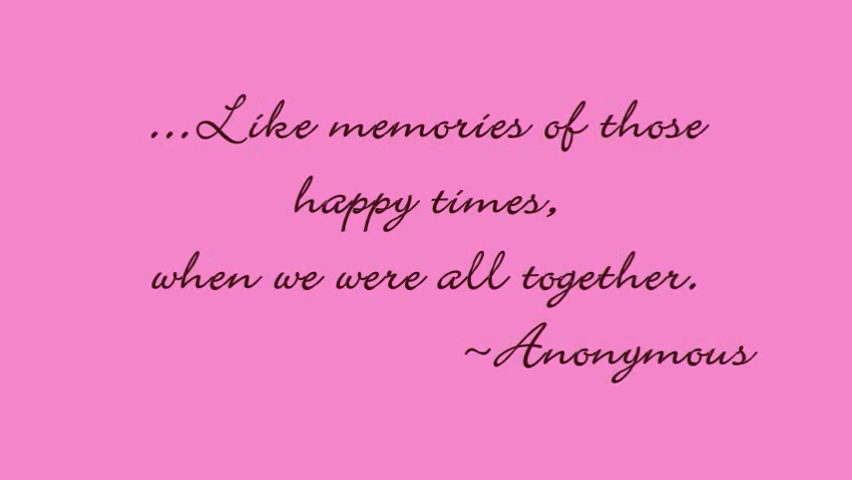 ...Like memories of those
happy times,
when we were all together.
~Anonymous